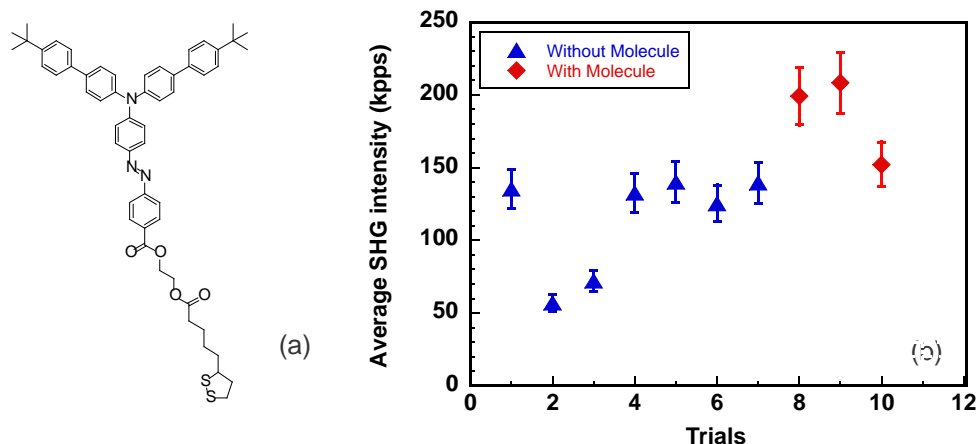 N
N
N
O
O
O
O
S
S
(a)
Without Molecule
With Molecule
(b)
Average SHG intensity (kpps)
250
200
150
100
50
0
0 2 4 6 8 10 12
Trials